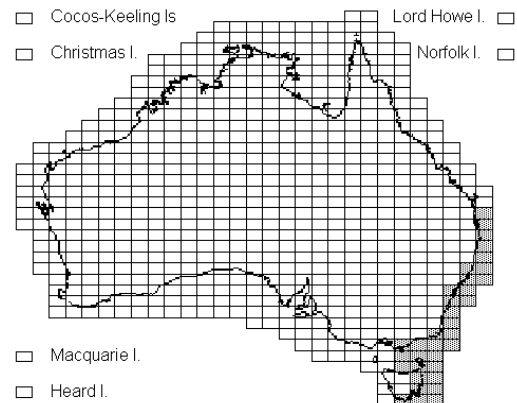 Cocos-Keeling Is
Lord Howe I.
Christmas I.
Norfolk I.
Macquarie I.
Heard I.